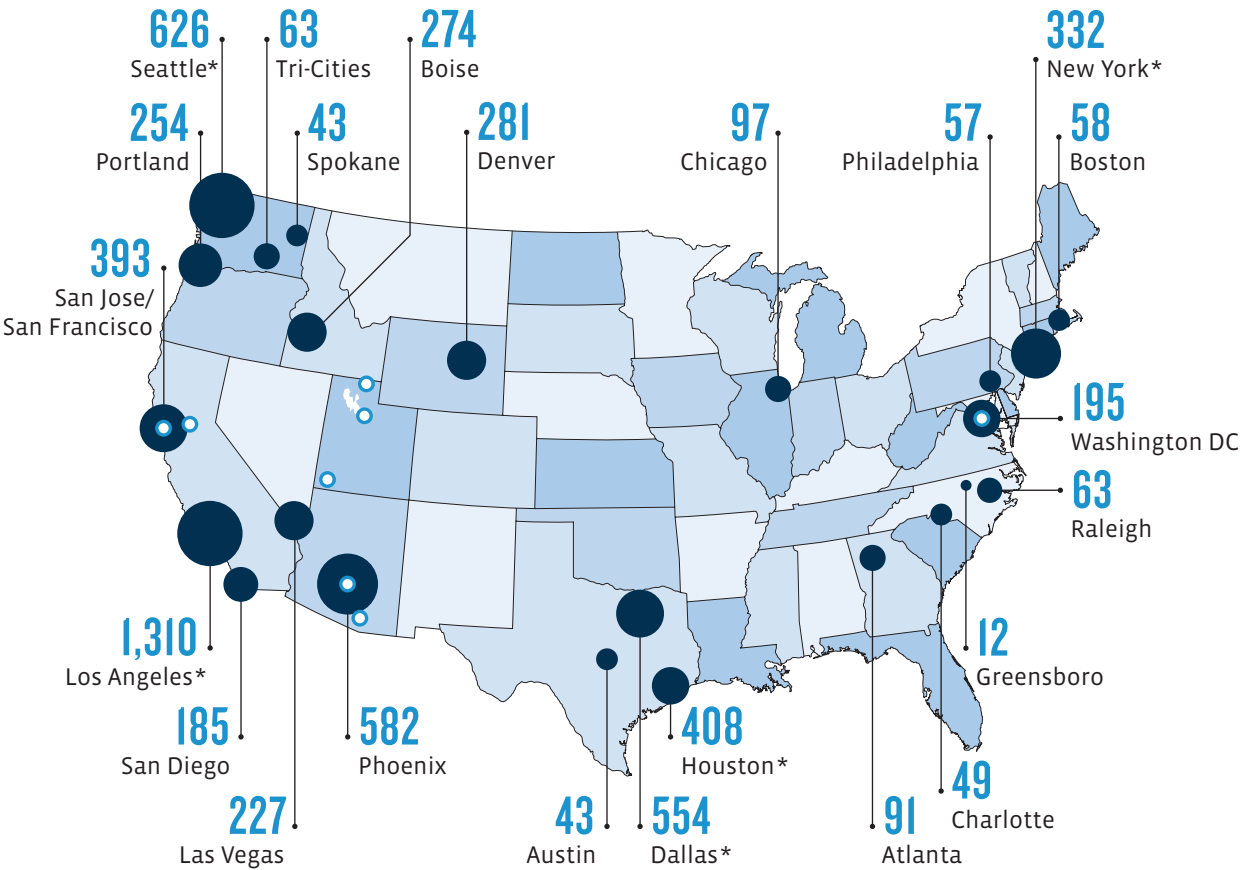 626
Seattle*
63
Tri-Cities
274
Boise
332
New York*
254
Portland
43
Spokane
281
Denver
97
Chicago
57
Philadelphia
58
Boston
393
San Jose/
San Francisco
195
Washington DC
63
Raleigh
1,310
Los Angeles*
12
Greensboro
185
San Diego
582
Phoenix
408
Houston*
49
Charlotte
227
Las Vegas
43
Austin
554
Dallas*
91
Atlanta